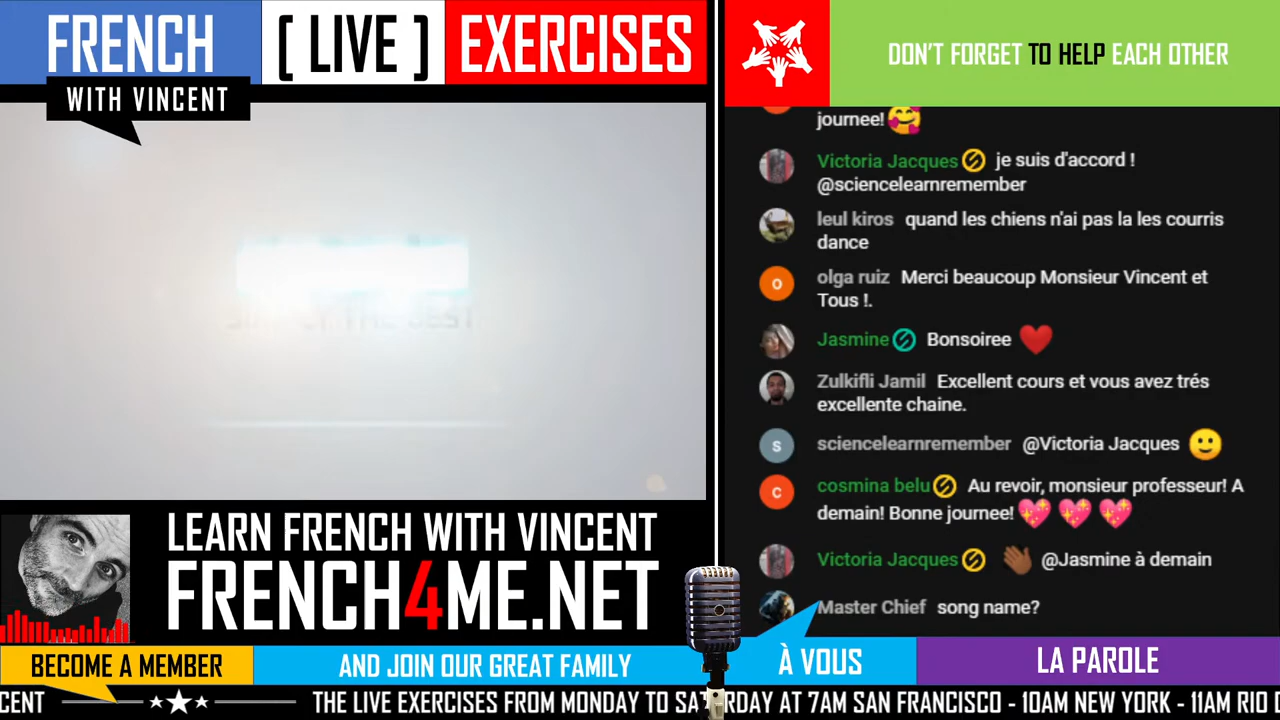 FRENCH
[ LIVE ]
EXERCISES
WITH VINCENT
DON'T FORGET TO HELP EACH OTHER
journee! 🥰
Victoria Jacques je suis d'accord !
@sciencelearnremember
leul kiros quand les chiens n'ai pas la les courris
dance
olga ruiz Merci beaucoup Monsieur Vincent et
Tous !.
Jasmine Bonsoiree ❤️
Zulkifli Jamil Excellent cours et vous avez trés
excellente chaine.
sciencelearnremember @Victoria Jacques 🙂
cosmina belu Au revoir, monsieur professeur! A
demain! Bonne journee! 💖 💖 💖
Victoria Jacques 👋🏾 @Jasmine à demain
Master Chief song name?
LEARN FRENCH WITH VINCENT
FRENCH4ME.NET
BECOME A MEMBER
AND JOIN OUR GREAT FAMILY
À VOUS
LA PAROLE
CENT THE LIVE EXERCISES FROM MONDAY TO SATURDAY AT 7AM SAN FRANCISCO - 10AM NEW YORK - 11AM RIO